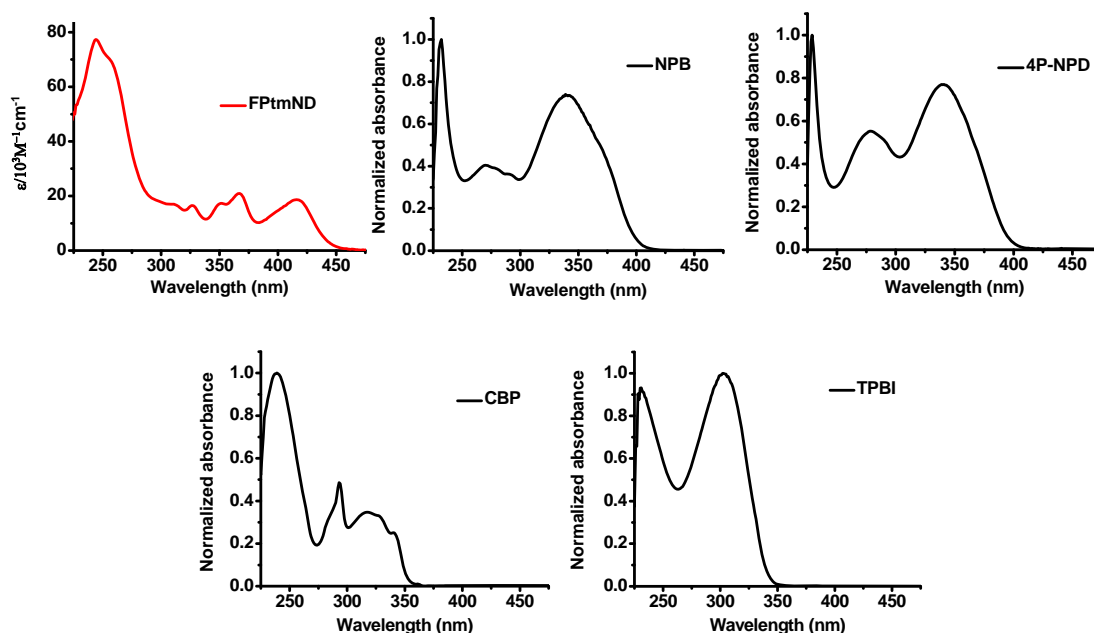 80
60
40
20
0
ε/10³M⁻¹cm⁻¹
FPtmND
250 300 350 400 450
Wavelength (nm)
1.0
0.8
0.6
0.4
0.2
0.0
Normalized absorbance
NPB
250 300 350 400 450
Wavelength (nm)
1.0
0.8
0.6
0.4
0.2
0.0
Normalized absorbance
4P-NPD
250 300 350 400 450
Wavelength (nm)
1.0
0.8
0.6
0.4
0.2
0.0
Normalized absorbance
CBP
250 300 350 400 450
Wavelength (nm)
1.0
0.8
0.6
0.4
0.2
0.0
Normalized absorbance
TPBI
250 300 350 400 450
Wavelength (nm)